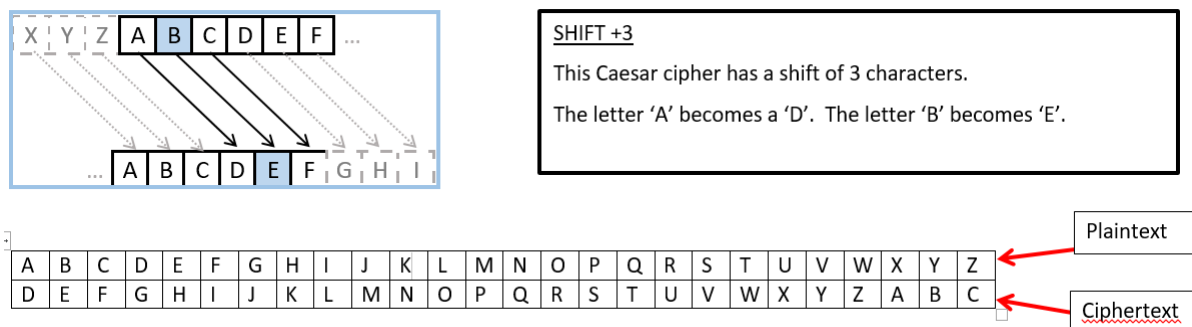 X Y Z A B C D E F ...
... A B C D E F G H I
SHIFT +3
This Caesar cipher has a shift of 3 characters.
The letter ‘A’ becomes a ‘D’. The letter ‘B’ becomes ‘E’.
Plaintext
A B C D E F G H I J K L M N O P Q R S T U V W X Y Z
D E F G H I J K L M N O P Q R S T U V W X Y Z A B C
Ciphertext